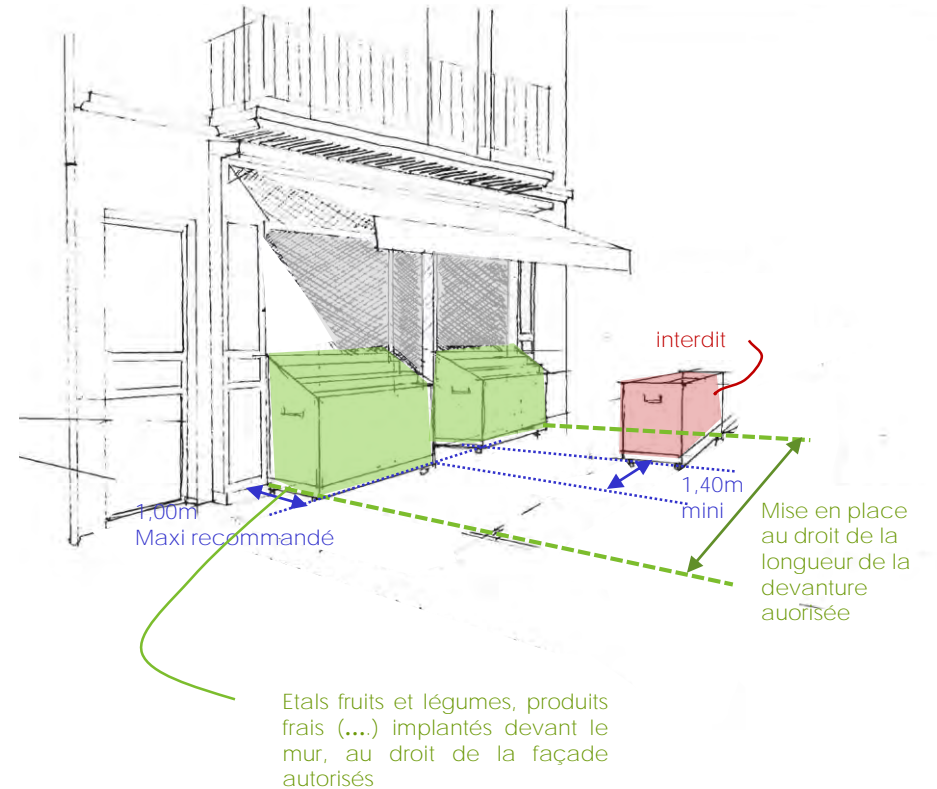 interdit
1,40m
mini
1,00m
Maxi recommandé
Mise en place
au droit de la
longueur de la
devanture
auorisée
Etals fruits et légumes, produits
frais (....) implantés devant le
mur, au droit de la façade
autorisés